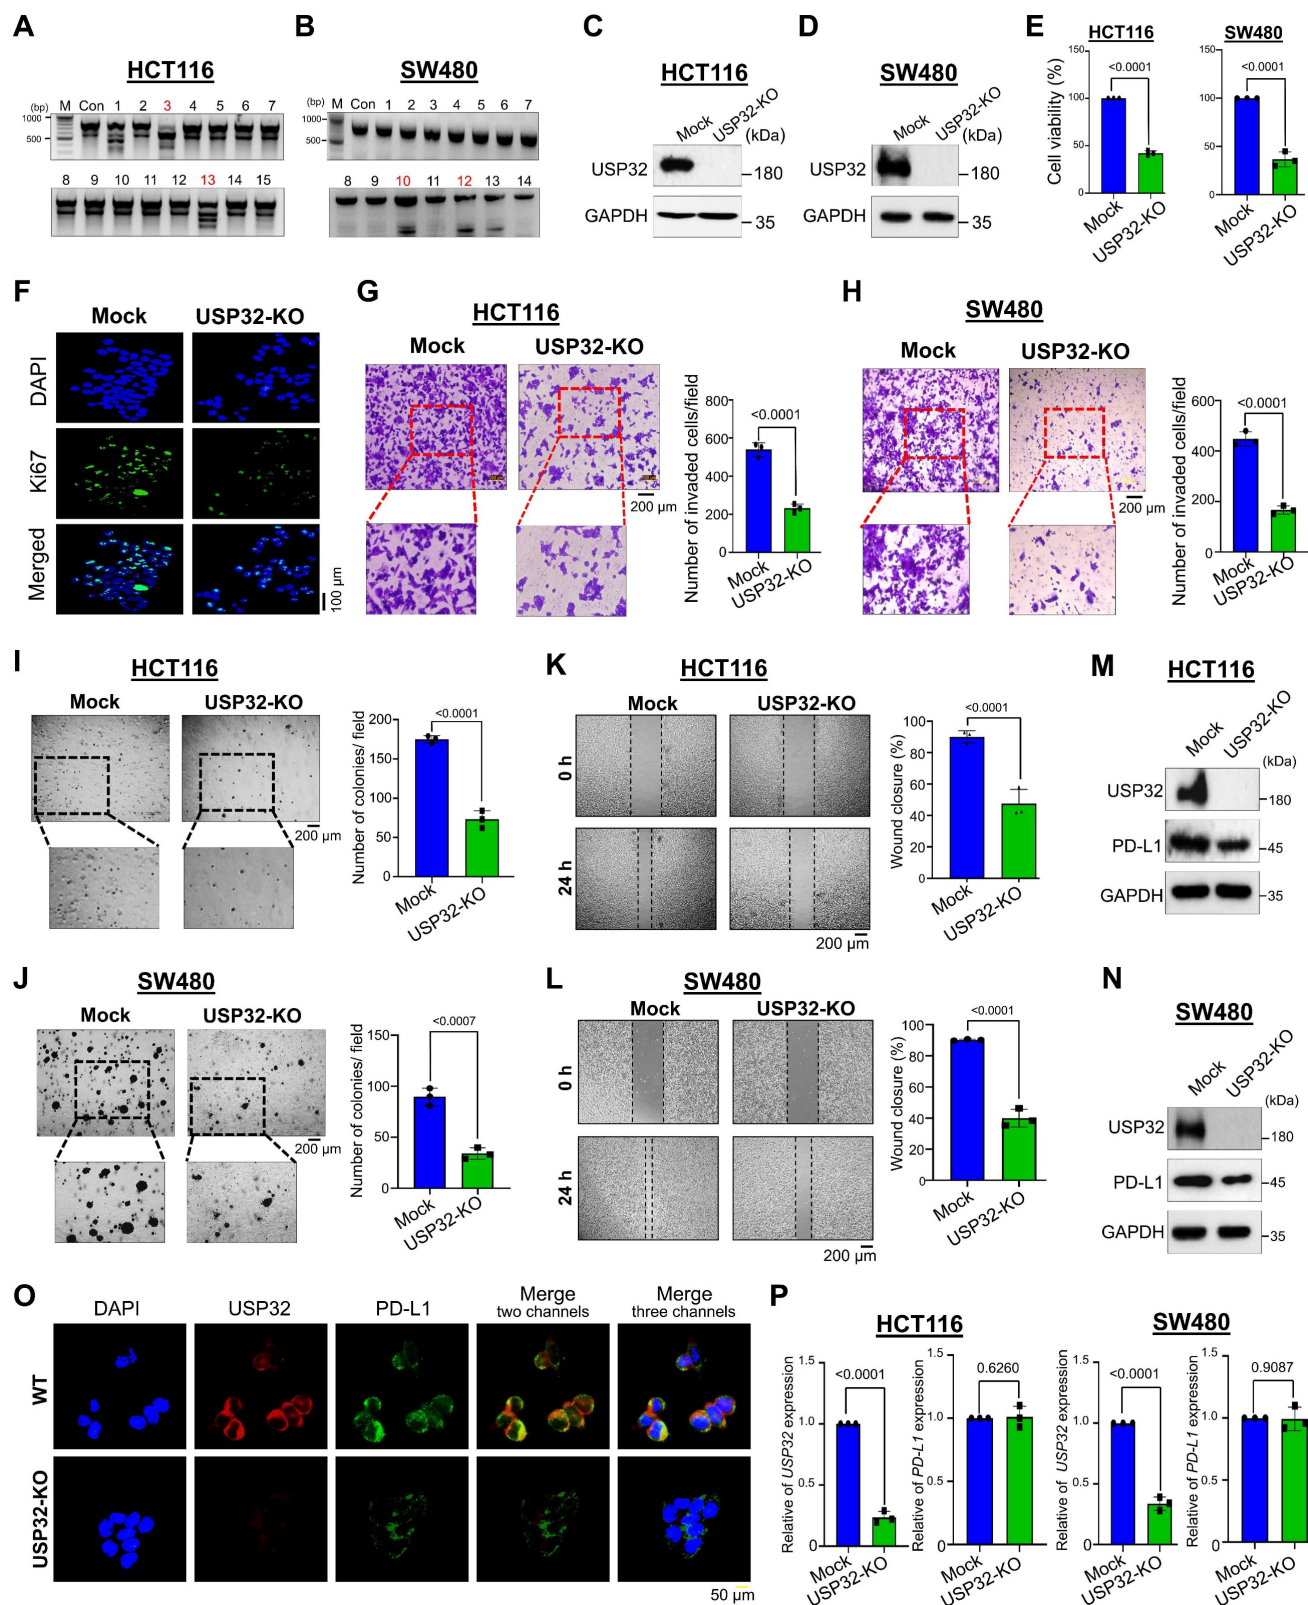 A
HCT116
(bp) M Con 1 2 3 4 5 6 7
1000
500
8 9 10 11 12 13 14 15
B
SW480
(bp) M Con 1 2 3 4 5 6 7
1000
500
8 9 10 11 12 13 14
C
HCT116
Mock USP32-KO
(kDa)
USP32
180
GAPDH
35
D
SW480
Mock USP32-KO
(kDa)
USP32
180
GAPDH
35
E
HCT116
Cell viability (%)
150
100
50
0
<0.0001
Mock
USP32-KO
SW480
150
100
50
0
<0.0001
Mock
USP32-KO
F
Mock USP32-KO
DAPI
Ki67
Merged
100 µm
G
HCT116
Mock USP32-KO
200 µm
Number of invaded cells/field
800
600
400
200
0
<0.0001
Mock
USP32-KO
H
SW480
Mock USP32-KO
200 µm
Number of invaded cells/field
600
400
200
0
<0.0001
Mock
USP32-KO
I
HCT116
Mock USP32-KO
200 µm
Number of colonies/ field
200
150
100
50
0
<0.0001
Mock
USP32-KO
K
HCT116
Mock USP32-KO
0 h
24 h
200 µm
Wound closure (%)
100
80
60
40
20
0
<0.0001
Mock
USP32-KO
M
HCT116
Mock USP32-KO
(kDa)
USP32
180
PD-L1
45
GAPDH
35
J
SW480
Mock USP32-KO
200 µm
Number of colonies/ field
150
100
50
0
<0.0007
Mock
USP32-KO
L
SW480
Mock USP32-KO
0 h
24 h
200 µm
Wound closure (%)
100
80
60
40
20
0
<0.0001
Mock
USP32-KO
N
SW480
Mock USP32-KO
(kDa)
USP32
180
PD-L1
45
GAPDH
35
O
DAPI USP32 PD-L1 Merge two channels Merge three channels
WT
USP32-KO
50 µm
P
HCT116
Relative of USP32 expression
1.5
1.0
0.5
0
<0.0001
Mock
USP32-KO
Relative of PD-L1 expression
1.5
1.0
0.5
0
0.6260
Mock
USP32-KO
SW480
Relative of USP32 expression
1.5
1.0
0.5
0
<0.0001
Mock
USP32-KO
Relative of PD-L1 expression
1.5
1.0
0.5
0
0.9087
Mock
USP32-KO